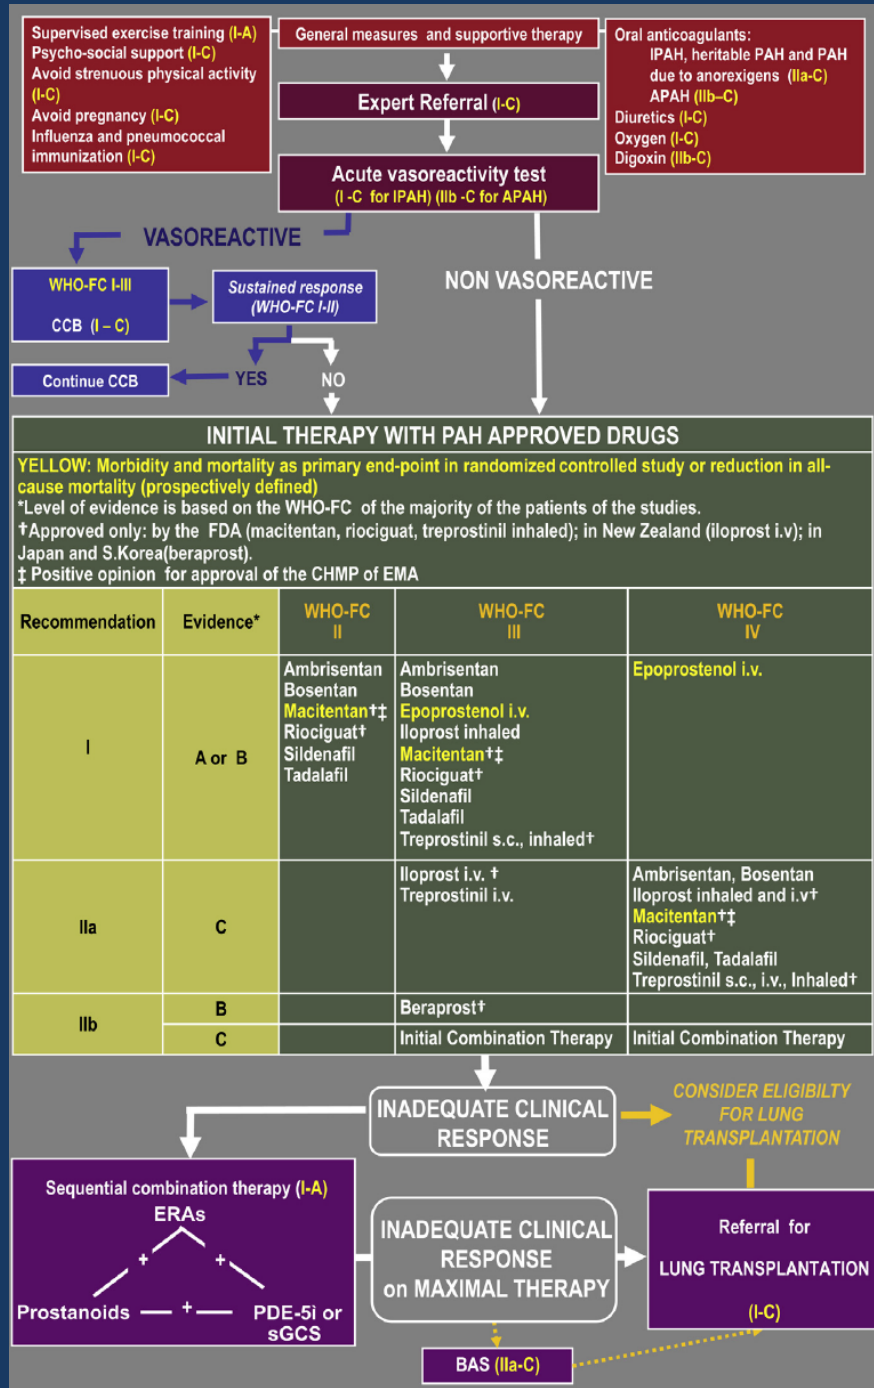 Supervised exercise training (I-A)
Psycho-social support (I-C)
Avoid strenuous physical activity
(I-C)
Avoid pregnancy (I-C)
Influenza and pneumococcal
immunization (I-C)
General measures and supportive therapy
Oral anticoagulants:
IPAH, heritable PAH and PAH
due to anorexigens (IIa-C)
APAH (IIb–C)
Diuretics (I-C)
Oxygen (I-C)
Digoxin (IIb-C)
Expert Referral (I-C)
Acute vasoreactivity test
(I -C for IPAH) (IIb -C for APAH)
VASOREACTIVE
NON VASOREACTIVE
WHO-FC I-III
CCB (I – C)
Sustained response
(WHO-FC I-II)
Continue CCB
YES
NO
INITIAL THERAPY WITH PAH APPROVED DRUGS
YELLOW: Morbidity and mortality as primary end-point in randomized controlled study or reduction in all-
cause mortality (prospectively defined)
*Level of evidence is based on the WHO-FC of the majority of the patients of the studies.
†Approved only: by the FDA (macitentan, riociguat, treprostinil inhaled); in New Zealand (iloprost i.v); in
Japan and S.Korea(beraprost).
‡ Positive opinion for approval of the CHMP of EMA
Recommendation
Evidence*
WHO-FC
II
WHO-FC
III
WHO-FC
IV
I
A or B
Ambrisentan
Bosentan
Macitentan†‡
Riociguat†
Sildenafil
Tadalafil
Ambrisentan
Bosentan
Epoprostenol i.v.
Iloprost inhaled
Macitentan†‡
Riociguat†
Sildenafil
Tadalafil
Treprostinil s.c., inhaled†
Epoprostenol i.v.
IIa
C
Iloprost i.v. †
Treprostinil i.v.
Ambrisentan, Bosentan
Iloprost inhaled and i.v†
Macitentan†‡
Riociguat†
Sildenafil, Tadalafil
Treprostinil s.c., i.v., Inhaled†
IIb
B
Beraprost†
C
Initial Combination Therapy
Initial Combination Therapy
INADEQUATE CLINICAL
RESPONSE
CONSIDER ELIGIBILTY
FOR LUNG
TRANSPLANTATION
Sequential combination therapy (I-A)
ERAs
+
+
Prostanoids
+
PDE-5i or
sGCS
INADEQUATE CLINICAL
RESPONSE
on MAXIMAL THERAPY
Referral for
LUNG TRANSPLANTATION
(I-C)
BAS (IIa-C)